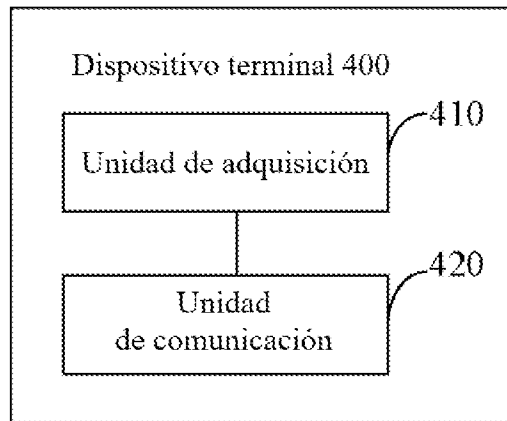 Dispositivo terminal 400
410
Unidad de adquisición
420
Unidad
de comunicación